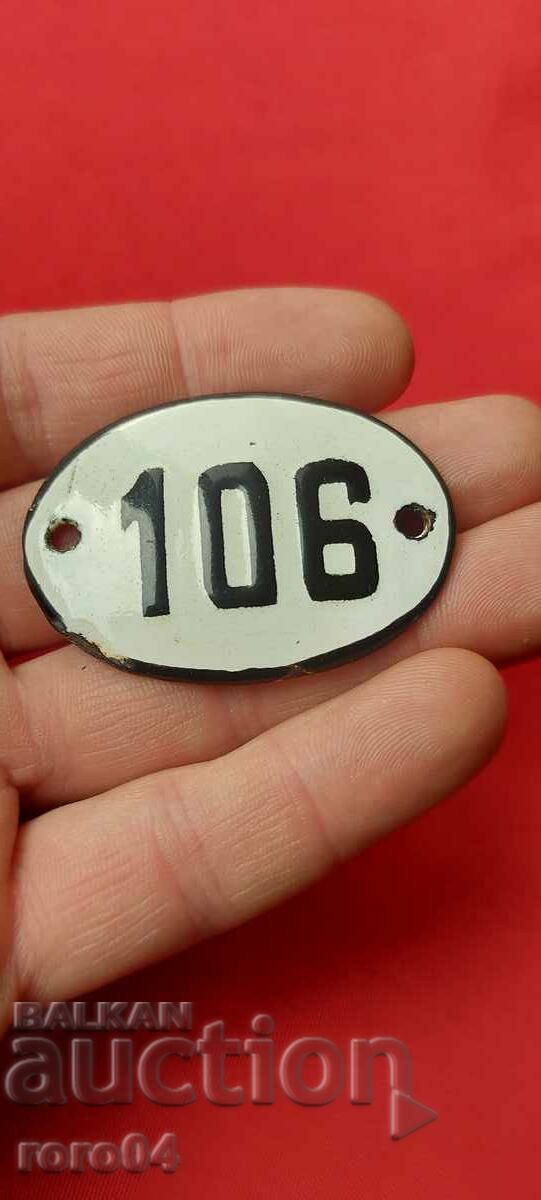 106
BALKAN
auction
roro04